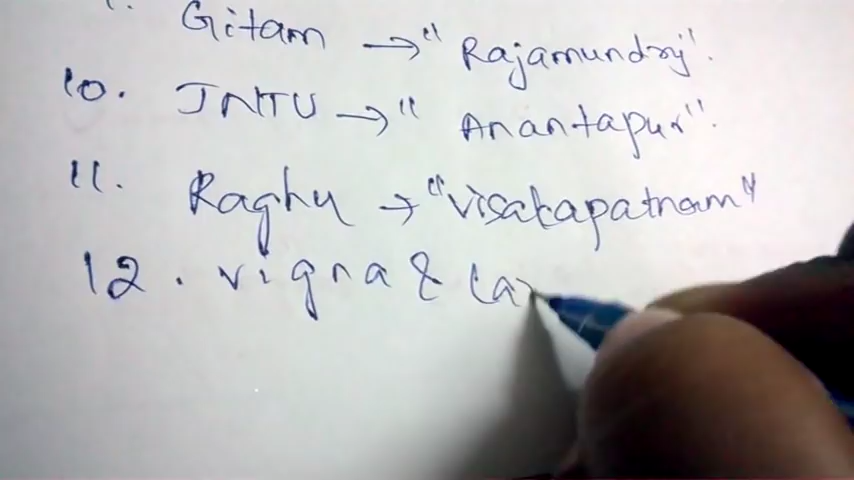 Gitam → "Rajamundry".
10. JNTU → "Anantapur".
11. Raghu → "visakapatnam"
12. vigna &